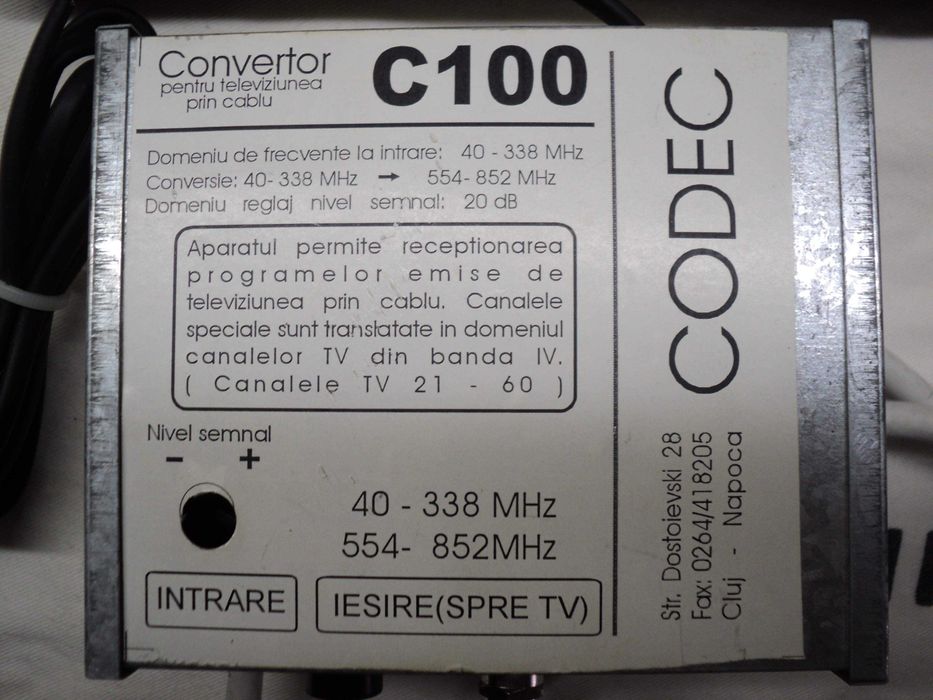 Convertor
pentru televiziunea
prin cablu
C100
Domeniu de frecvente la intrare: 40 - 338 MHz
Conversie: 40- 338 MHz → 554- 852 MHz
Domeniu reglaj nivel semnal: 20 dB
Aparatul permite receptionarea
programelor emise de
televiziunea prin cablu. Canalele
speciale sunt translatate in domeniul
canalelor TV din banda IV.
( Canalele TV 21 - 60 )
Nivel semnal
- +
40 - 338 MHz
554- 852MHz
INTRARE
IESIRE(SPRE TV)
CODEC
Str. Dostoievski 28
Fax: 0264/418205
Cluj - Napoca